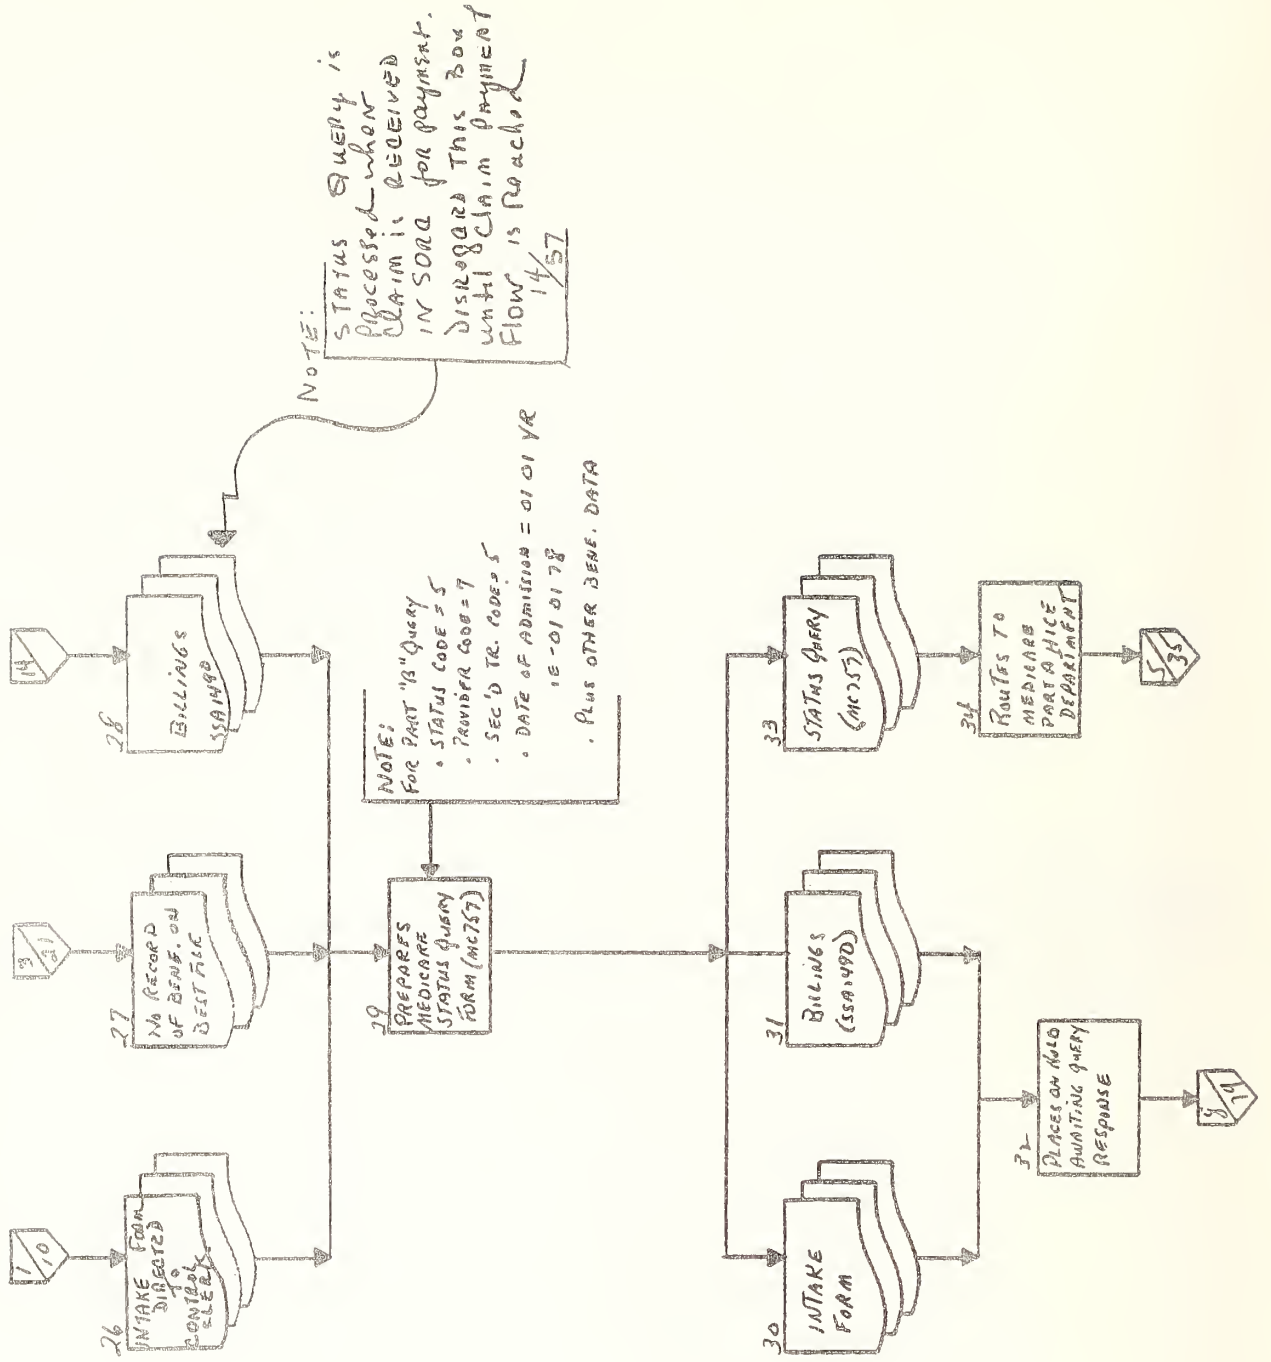 1/10
26
INTAKE FORM
DIRECTED
TO
CONTROL
CLERK
3/21
27
NO RECORD
OF BENE. ON
BEST FILE
14
28
BILLINGS
SSA1490
NOTE:
STATUS QUERY is
Processed when
Claim is RECEIVED
IN SORA for payment.
DISREGARD THIS BOX
until Claim Payment
Flow is Reached
14/57
29
PREPARES
MEDICARE
STATUS QUERY
FORM (MC757)
NOTE:
FOR PART "B" QUERY
. STATUS CODE = 5
. PROVIDER CODE = 7
. SEC'D TR. CODE = 5
. DATE OF ADMISSION = 01 01 YR
IE - 01 01 78
. PLUS OTHER BENE. DATA
30
INTAKE
FORM
31
BILLINGS
(SSA1490)
33
STATUS QUERY
(MC757)
32
PLACES ON HOLD
AWAITING QUERY
RESPONSE
34
ROUTES TO
MEDICARE
PART A HICE
DEPARTMENT
5/35